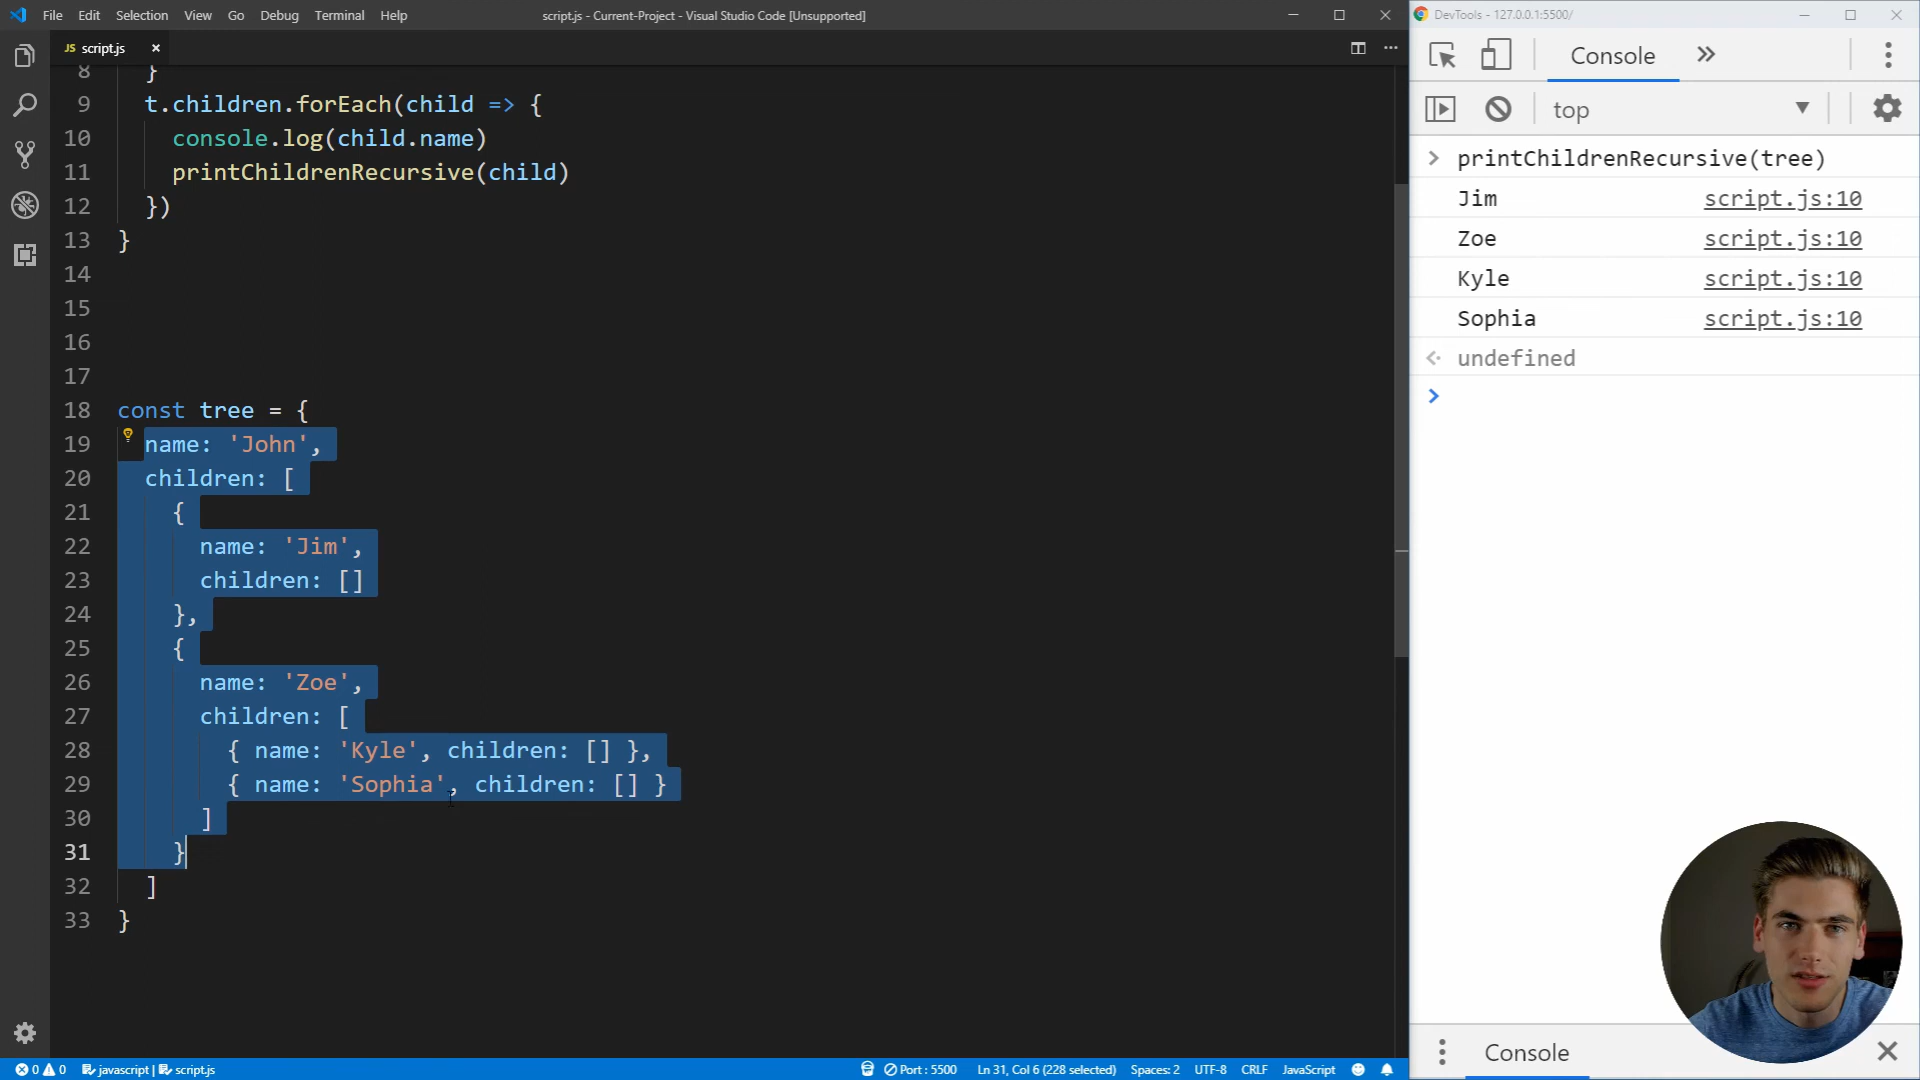 File Edit Selection View Go Debug Terminal Help
script.js - Current-Project - Visual Studio Code [Unsupported]
JS script.js
8 }
9 t.children.forEach(child => {
10 console.log(child.name)
11 printChildrenRecursive(child)
12 })
13 }
14
15
16
17
18 const tree = {
19 name: 'John',
20 children: [
21 {
22 name: 'Jim',
23 children: []
24 },
25 {
26 name: 'Zoe',
27 children: [
28 { name: 'Kyle', children: [] },
29 { name: 'Sophia', children: [] }
30 ]
31 }
32 ]
33 }
0 0 javascript | script.js
Port : 5500 Ln 31, Col 6 (228 selected) Spaces: 2 UTF-8 CRLF JavaScript
DevTools - 127.0.0.1:5500/
Console
top
printChildrenRecursive(tree)
Jim script.js:10
Zoe script.js:10
Kyle script.js:10
Sophia script.js:10
undefined
Console